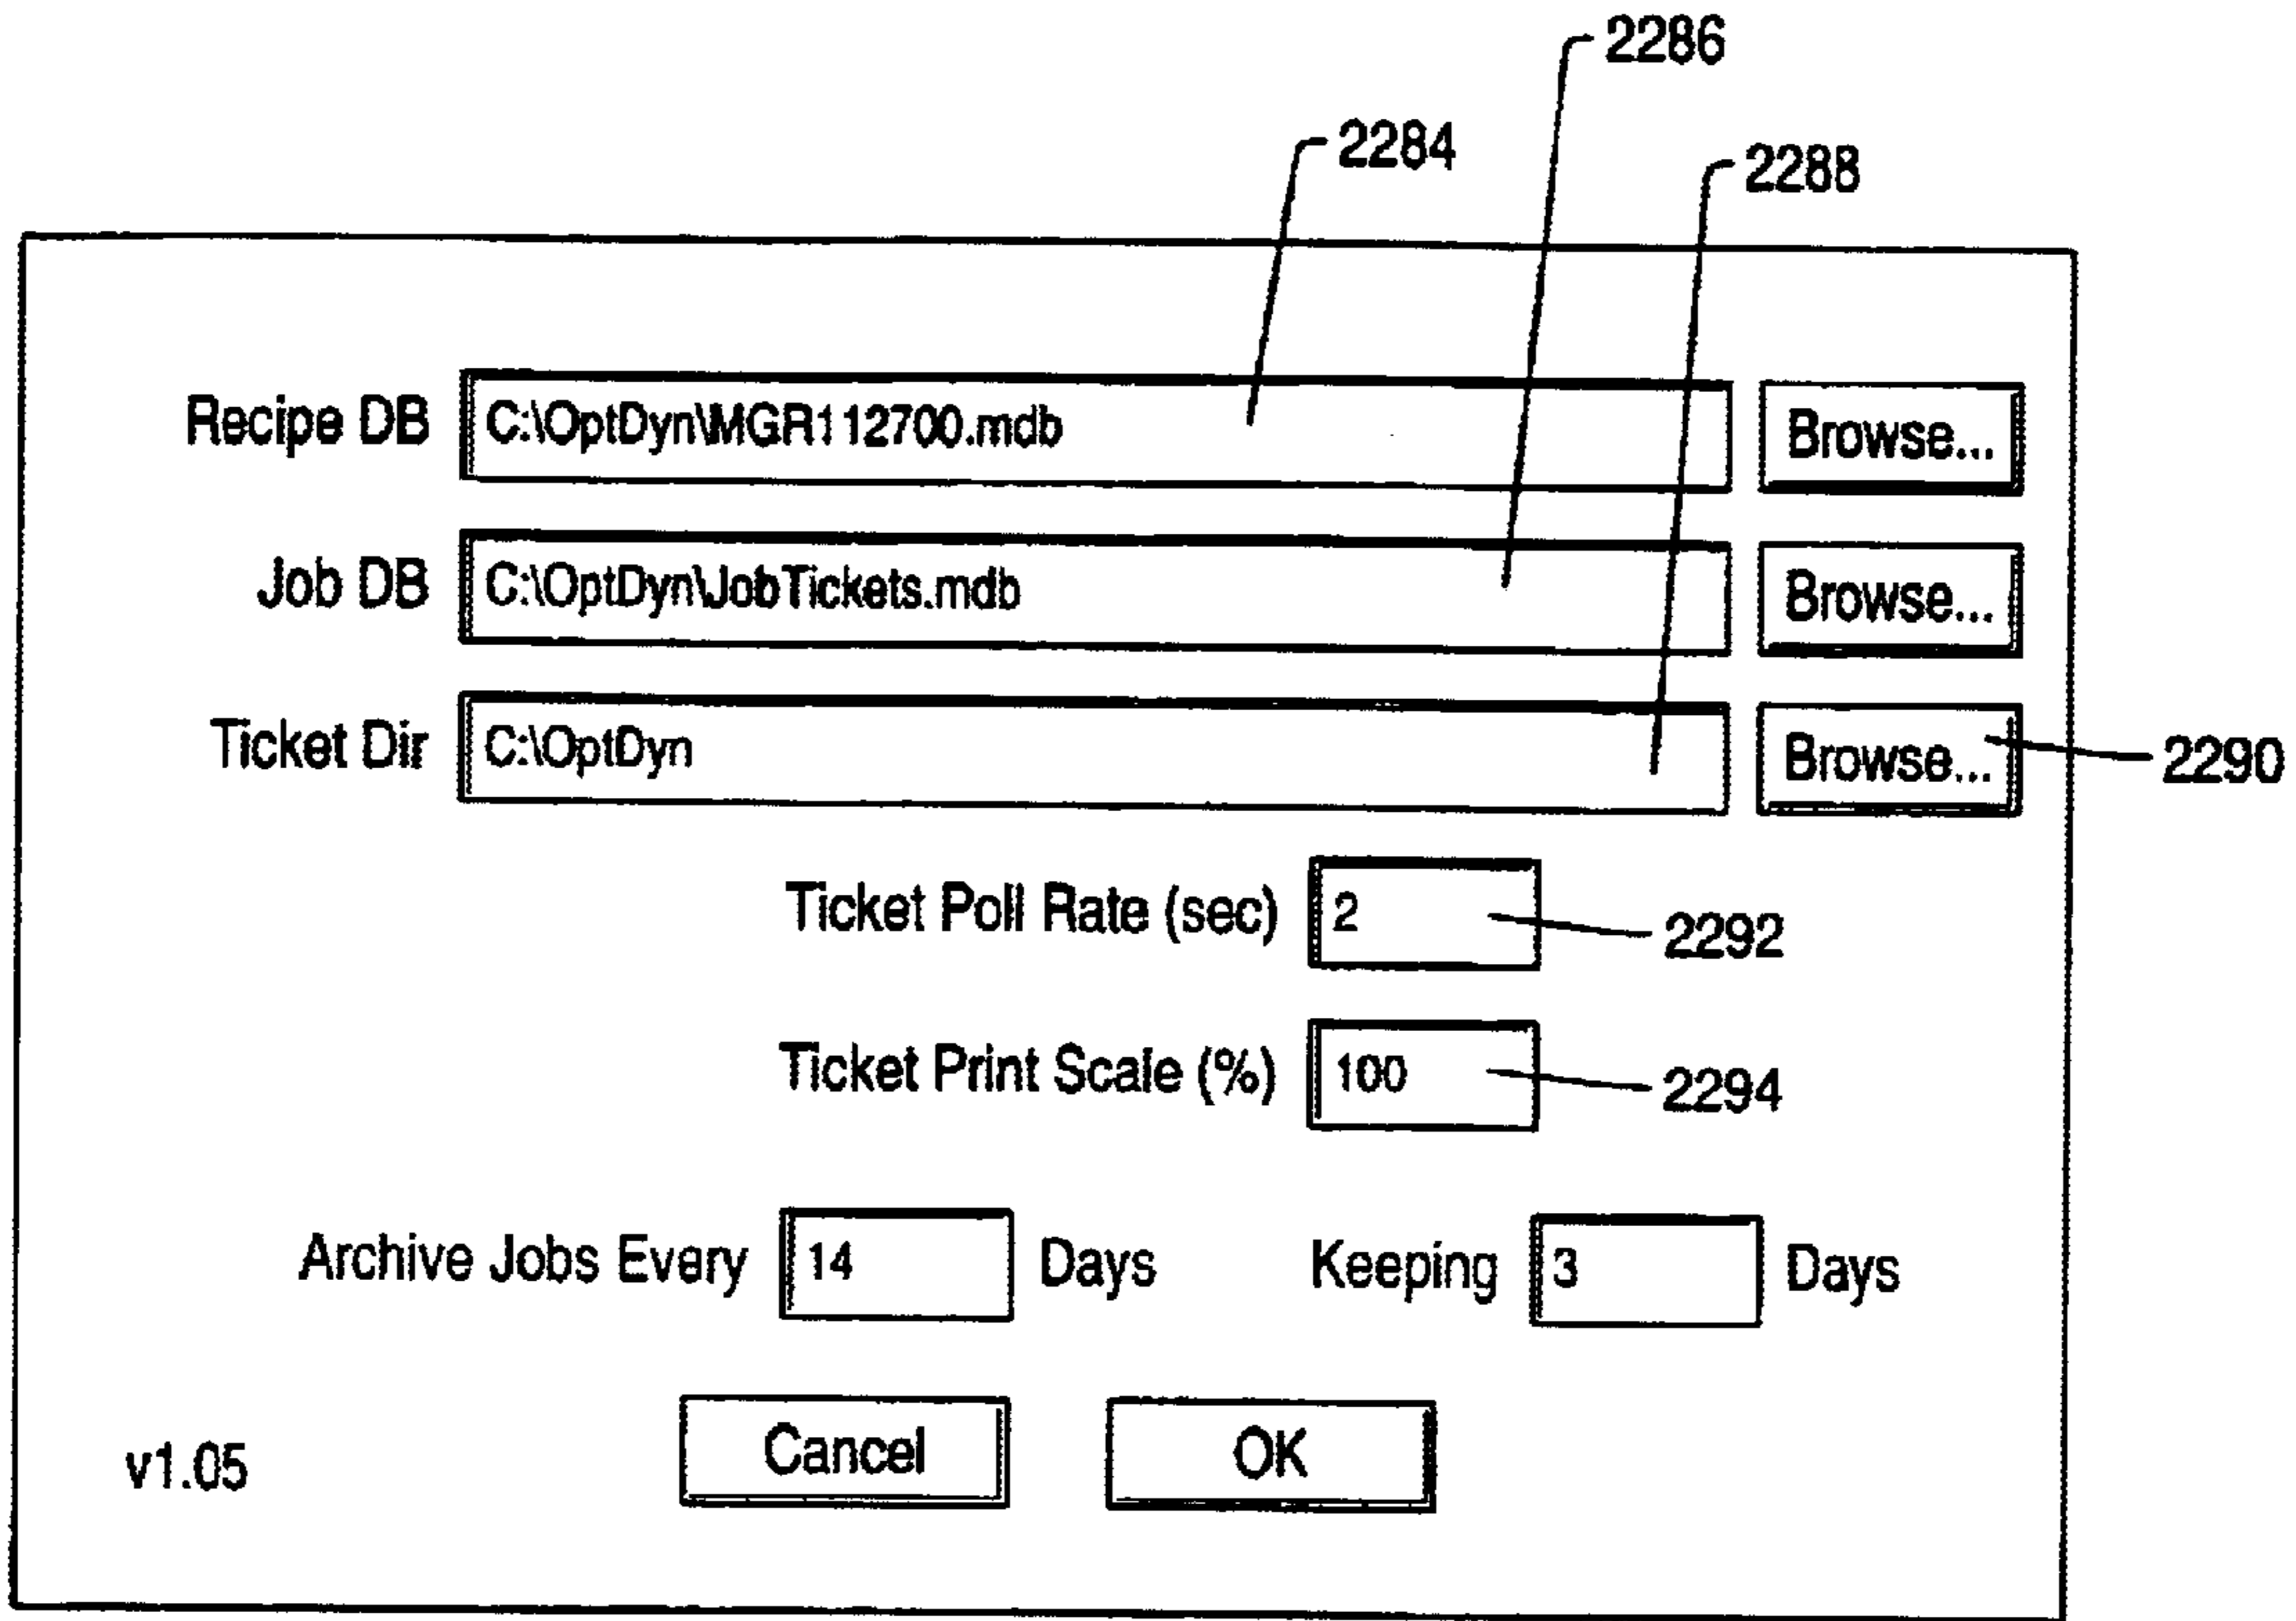 2286
2284
2288
Recipe DB C:\OptDyn\MGR112700.mdb Browse...
Job DB C:\OptDyn\JobTickets.mdb Browse...
Ticket Dir C:\OptDyn Browse... 2290
Ticket Poll Rate (sec) 2 2292
Ticket Print Scale (%) 100 2294
Archive Jobs Every 14 Days Keeping 3 Days
v1.05 Cancel OK